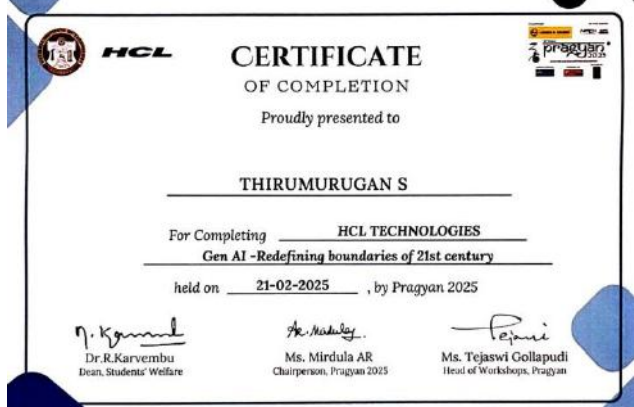 HCL
CERTIFICATE
OF COMPLETION
Proudly presented to
pragyan
2025
THIRUMURUGAN S
For Completing HCL TECHNOLOGIES
Gen AI -Redefining boundaries of 21st century
held on 21-02-2025 , by Pragyan 2025
Dr.R.Karvembu
Dean, Students' Welfare
Ms. Mirdula AR
Chairperson, Pragyan 2025
Ms. Tejaswi Gollapudi
Head of Workshops, Pragyan